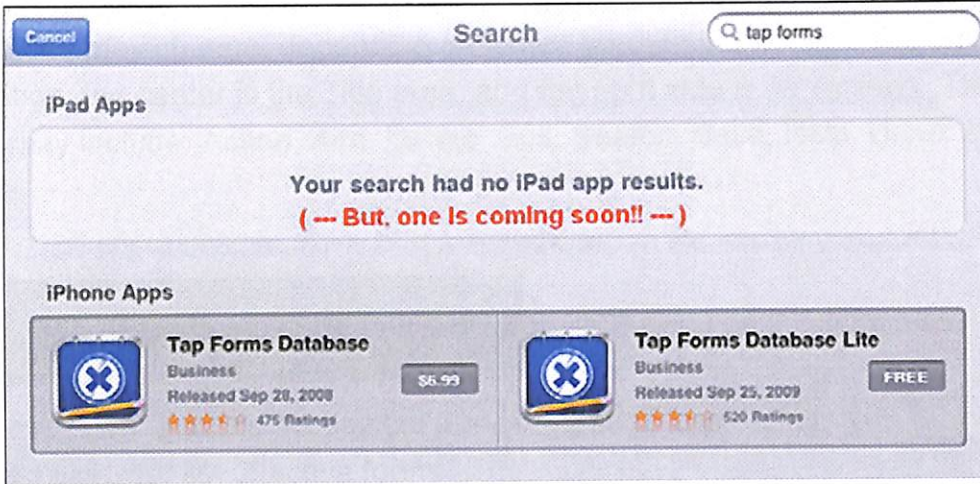 Cancel
Search
tap forms
iPad Apps
Your search had no iPad app results.
( --- But, one is coming soon!! --- )
iPhone Apps
Tap Forms Database
Business
Released Sep 28, 2008
475 Ratings
$6.99
Tap Forms Database Lite
Business
Released Sep 25, 2009
520 Ratings
FREE